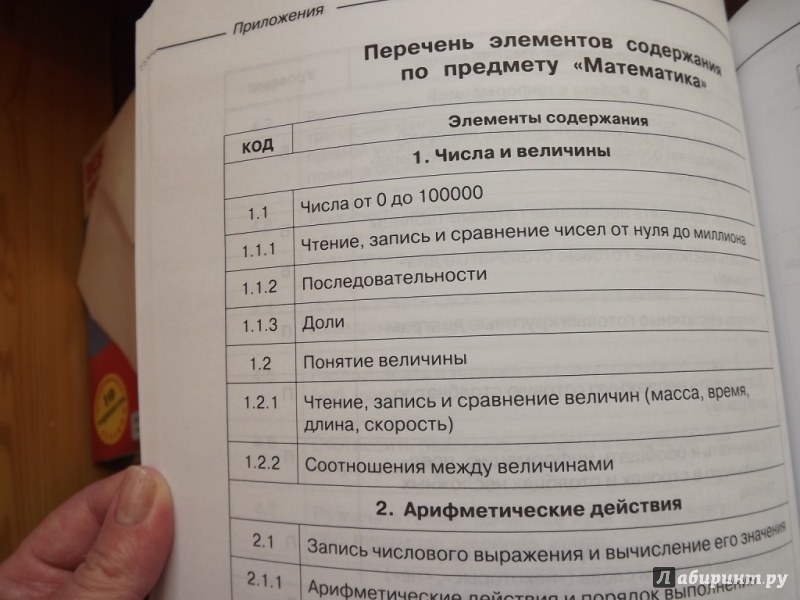 Приложения
Перечень элементов содержания
по предмету «Математика»
код Элементы содержания
1. Числа и величины
1.1 Числа от 0 до 100000
1.1.1 Чтение, запись и сравнение чисел от нуля до миллиона
1.1.2 Последовательности
1.1.3 Доли
1.2 Понятие величины
1.2.1 Чтение, запись и сравнение величин (масса, время,
длина, скорость)
1.2.2 Соотношения между величинами
2. Арифметические действия
2.1 Запись числового выражения и вычисление его значения
2.1.1 Арифметические действия и порядок выполнения
Лабиринт.ру